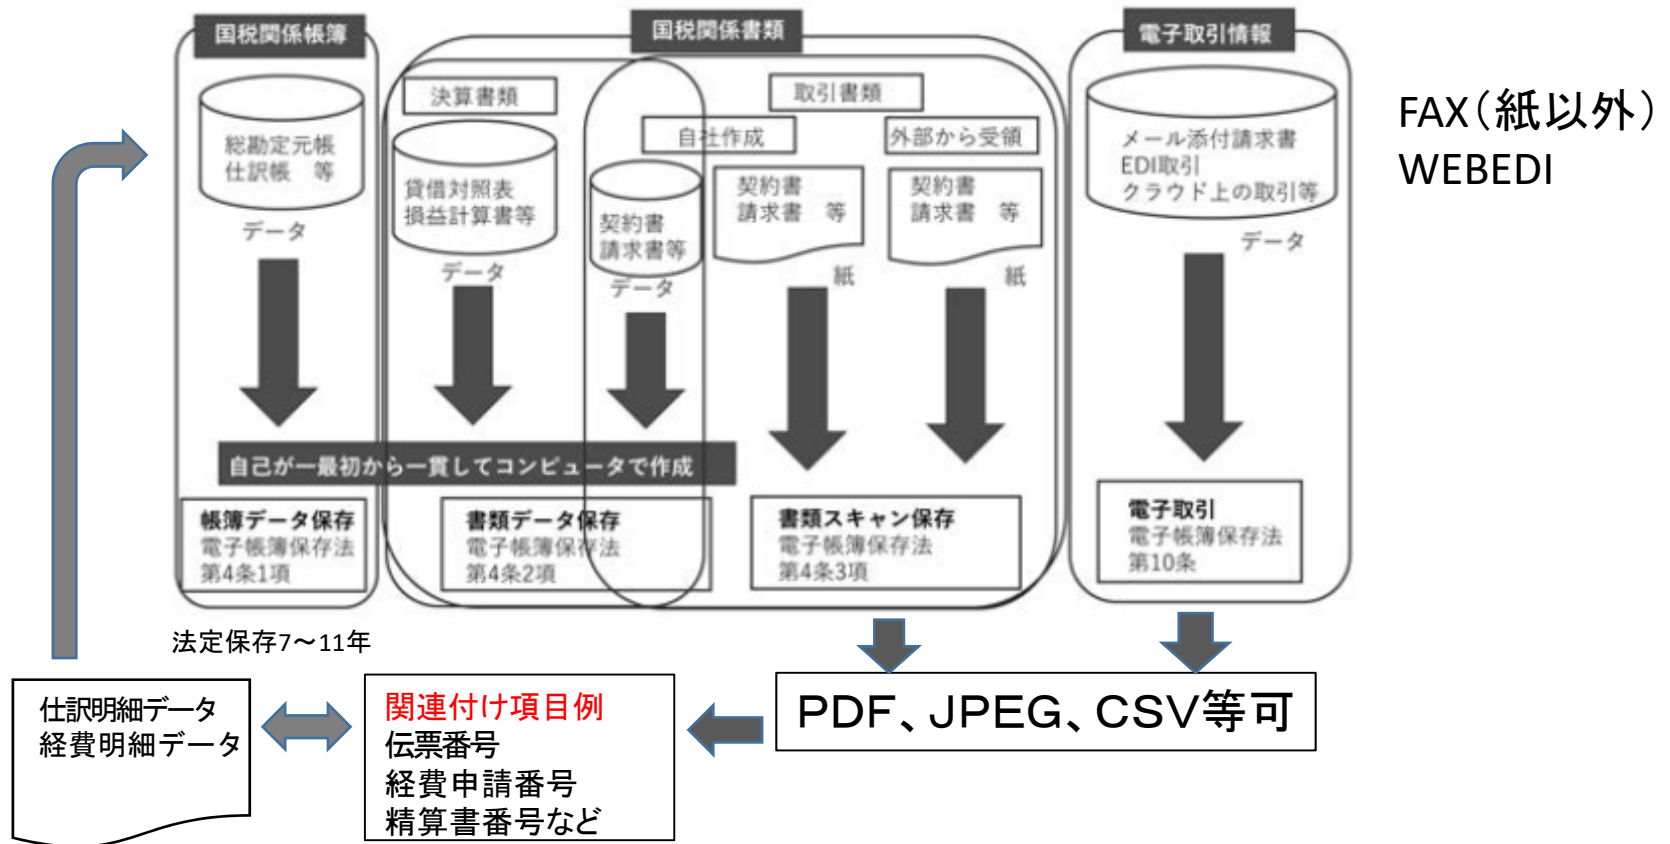 国税関係帳簿
国税関係書類
電子取引情報
決算書類
取引書類
自社作成
外部から受領
総勘定元帳
仕訳帳　等
データ
貸借対照表
損益計算書等
データ
契約書
請求書等
データ
契約書
請求書　等
紙
契約書
請求書　等
紙
メール添付請求書
EDI取引
クラウド上の取引等
データ
FAX（紙以外）
WEBEDI
自己が一最初から一貫してコンピュータで作成
帳簿データ保存
電子帳簿保存法
第4条1項
書類データ保存
電子帳簿保存法
第4条2項
書類スキャン保存
電子帳簿保存法
第4条3項
電子取引
電子帳簿保存法
第10条
法定保存7～11年
仕訳明細データ
経費明細データ
関連付け項目例
伝票番号
経費申請番号
精算書番号など
PDF、JPEG、CSV等可